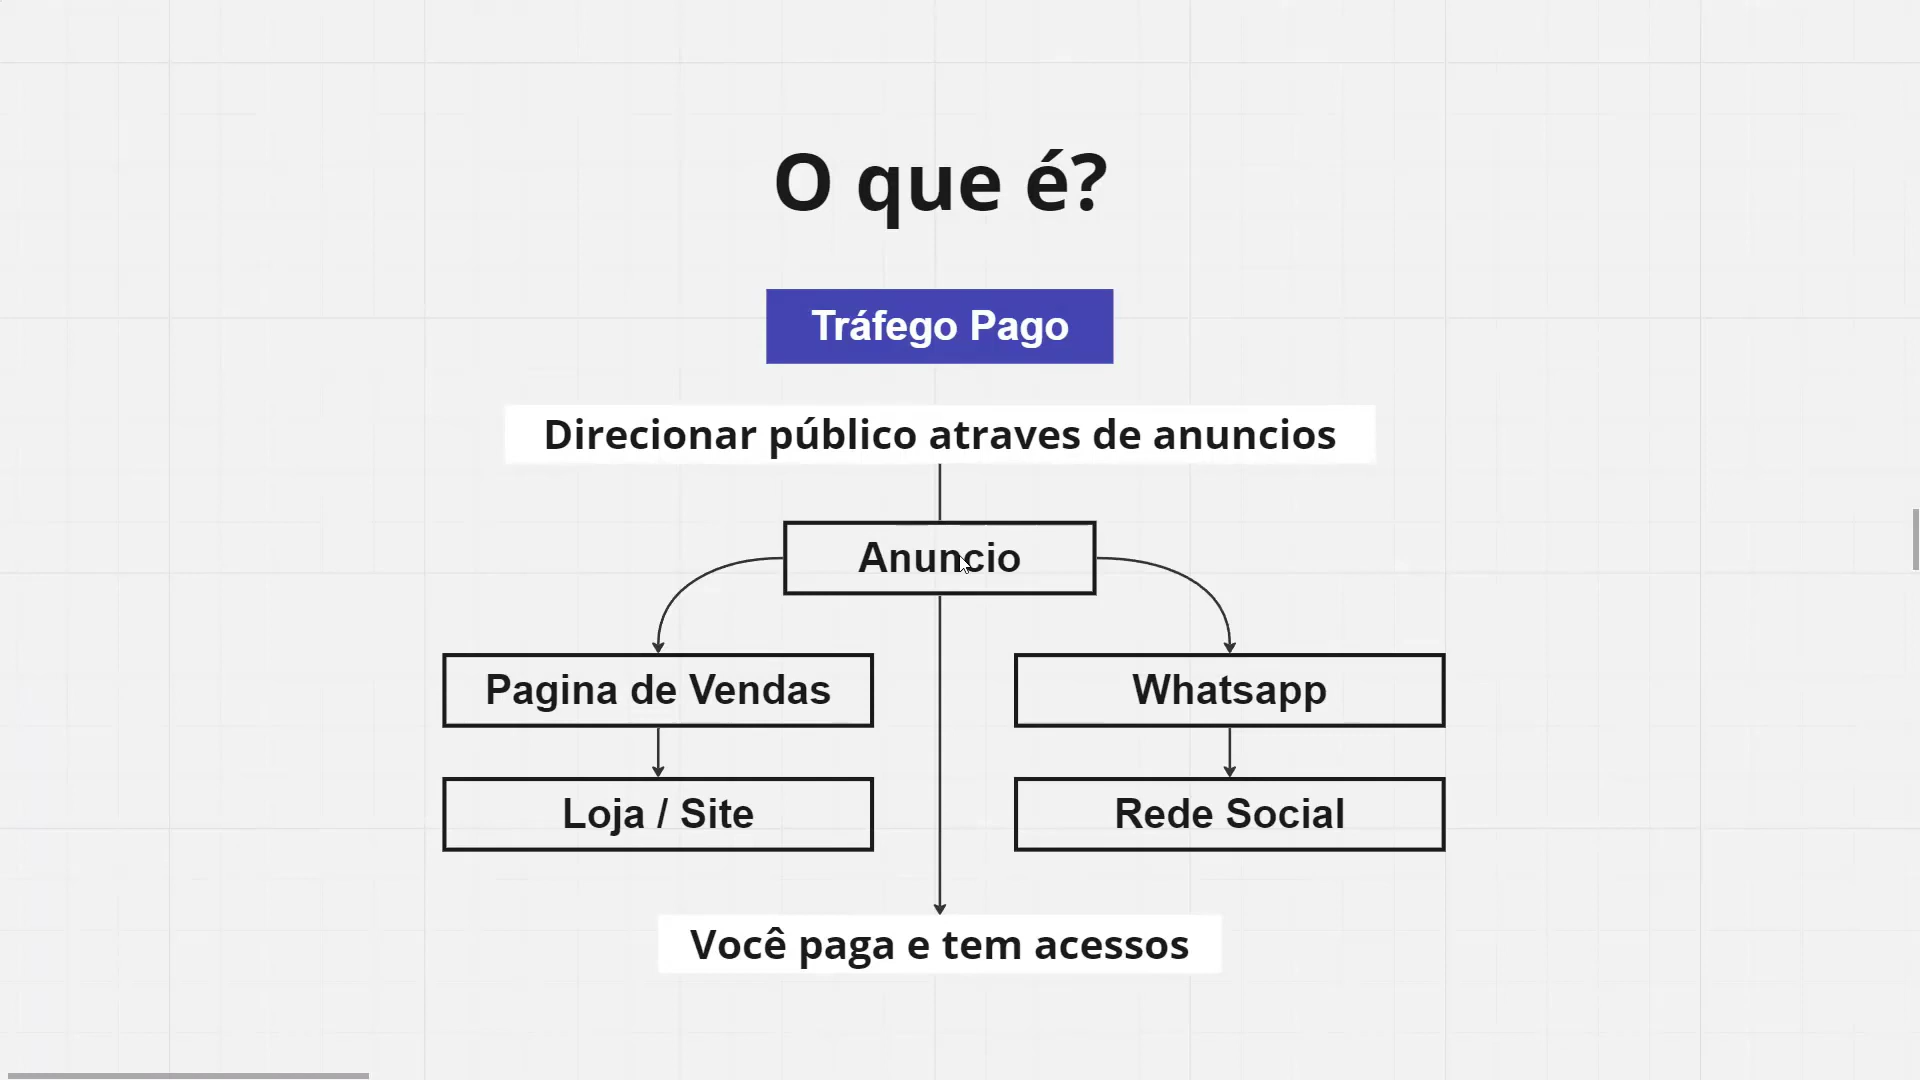 O que é?
Tráfego Pago
Direcionar público atraves de anuncios
Anuncio
Pagina de Vendas
Whatsapp
Loja / Site
Rede Social
Você paga e tem acessos